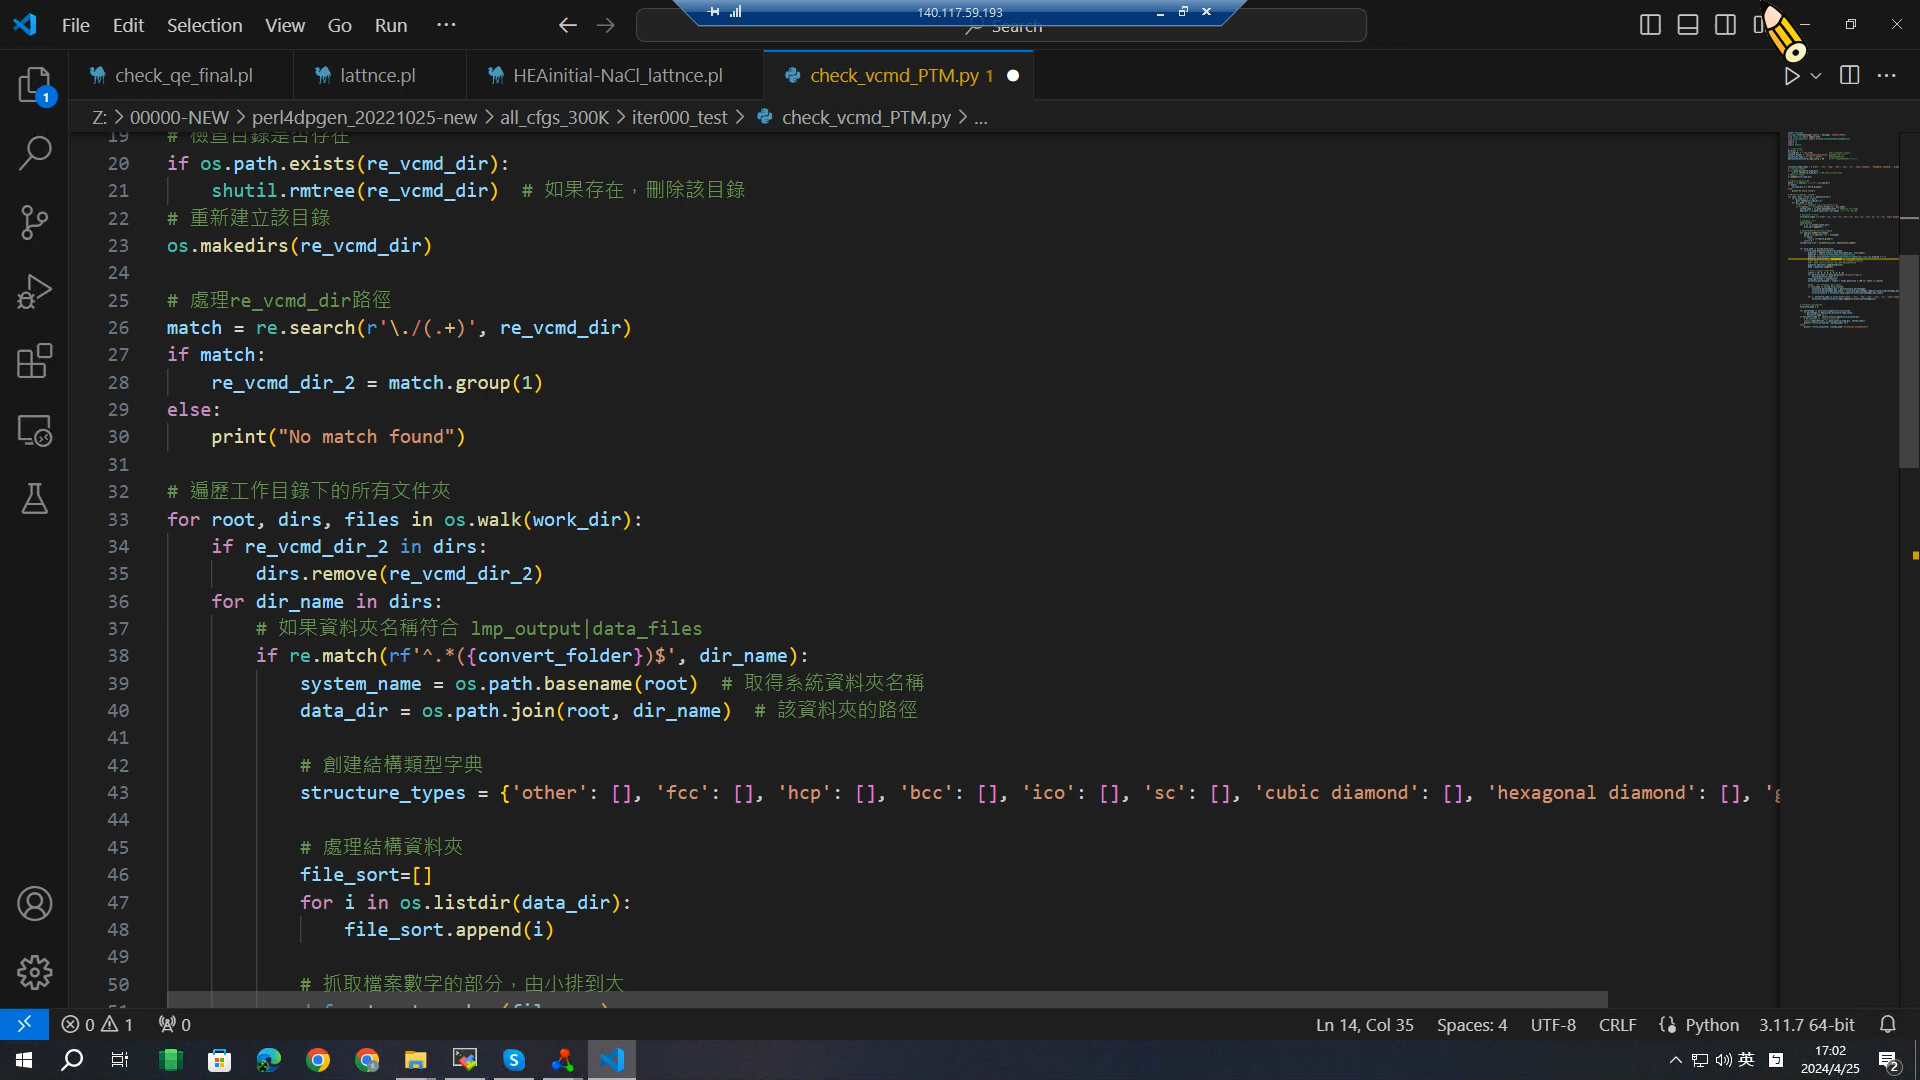 File Edit Selection View Go Run ···
140.117.59.193
Search
check_qe_final.pl
lattnce.pl
HEAinitial-NaCl_lattnce.pl
check_vcmd_PTM.py 1
Z: > 00000-NEW > perl4dpgen_20221025-new > all_cfgs_300K > iter000_test > check_vcmd_PTM.py > ...
19 # 檢查目錄是否存在
20 if os.path.exists(re_vcmd_dir):
21 shutil.rmtree(re_vcmd_dir) # 如果存在，刪除該目錄
22 # 重新建立該目錄
23 os.makedirs(re_vcmd_dir)
24
25 # 處理re_vcmd_dir路徑
26 match = re.search(r'\./(.+)', re_vcmd_dir)
27 if match:
28 re_vcmd_dir_2 = match.group(1)
29 else:
30 print("No match found")
31
32 # 遍歷工作目錄下的所有文件夾
33 for root, dirs, files in os.walk(work_dir):
34 if re_vcmd_dir_2 in dirs:
35 dirs.remove(re_vcmd_dir_2)
36 for dir_name in dirs:
37 # 如果資料夾名稱符合 lmp_output|data_files
38 if re.match(rf'^.*({convert_folder})$', dir_name):
39 system_name = os.path.basename(root) # 取得系統資料夾名稱
40 data_dir = os.path.join(root, dir_name) # 該資料夾的路徑
41
42 # 創建結構類型字典
43 structure_types = {'other': [], 'fcc': [], 'hcp': [], 'bcc': [], 'ico': [], 'sc': [], 'cubic diamond': [], 'hexagonal diamond': [], 'g
44
45 # 處理結構資料夾
46 file_sort=[]
47 for i in os.listdir(data_dir):
48 file_sort.append(i)
49
50 # 抓取檔案數字的部分，由小排到大
1
0 1 0
Ln 14, Col 35 Spaces: 4 UTF-8 CRLF Python 3.11.7 64-bit
英
17:02
2024/4/25
2